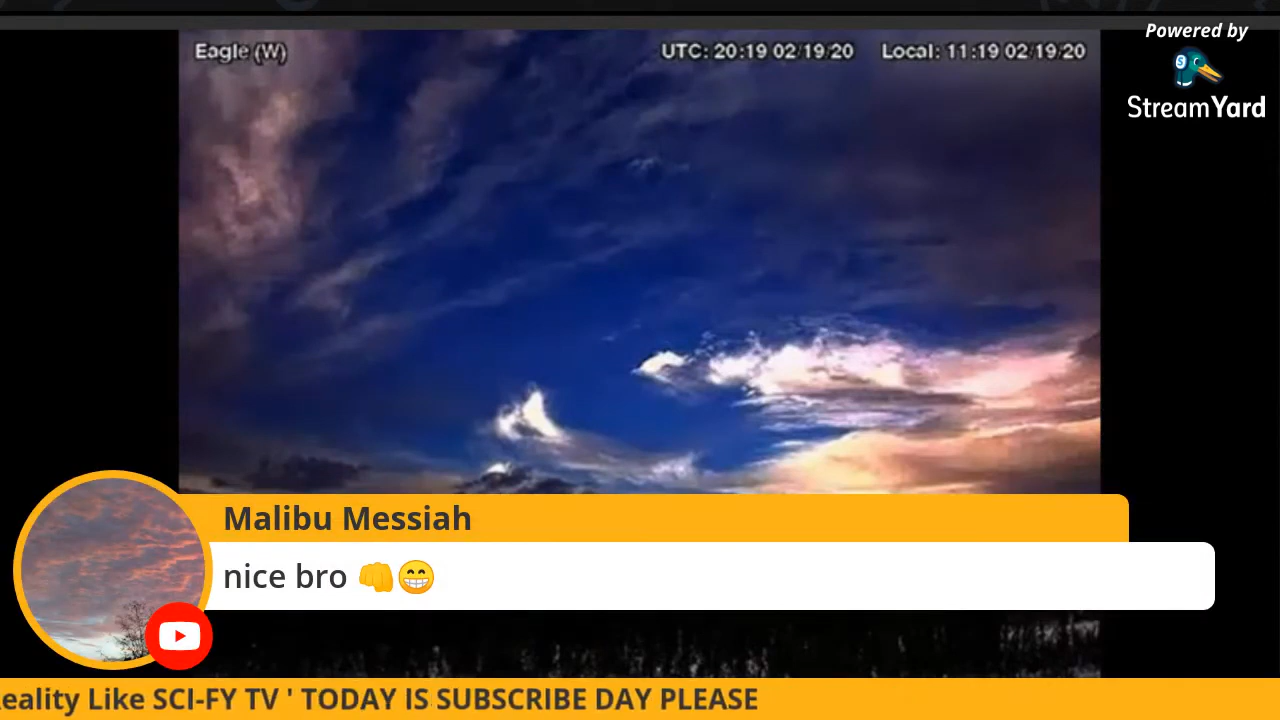 Powered by
Eagle (W) UTC: 20:19 02/19/20 Local: 11:19 02/19/20
StreamYard
Malibu Messiah
nice bro 👊😁
eality Like SCI-FY TV ' TODAY IS SUBSCRIBE DAY PLEASE